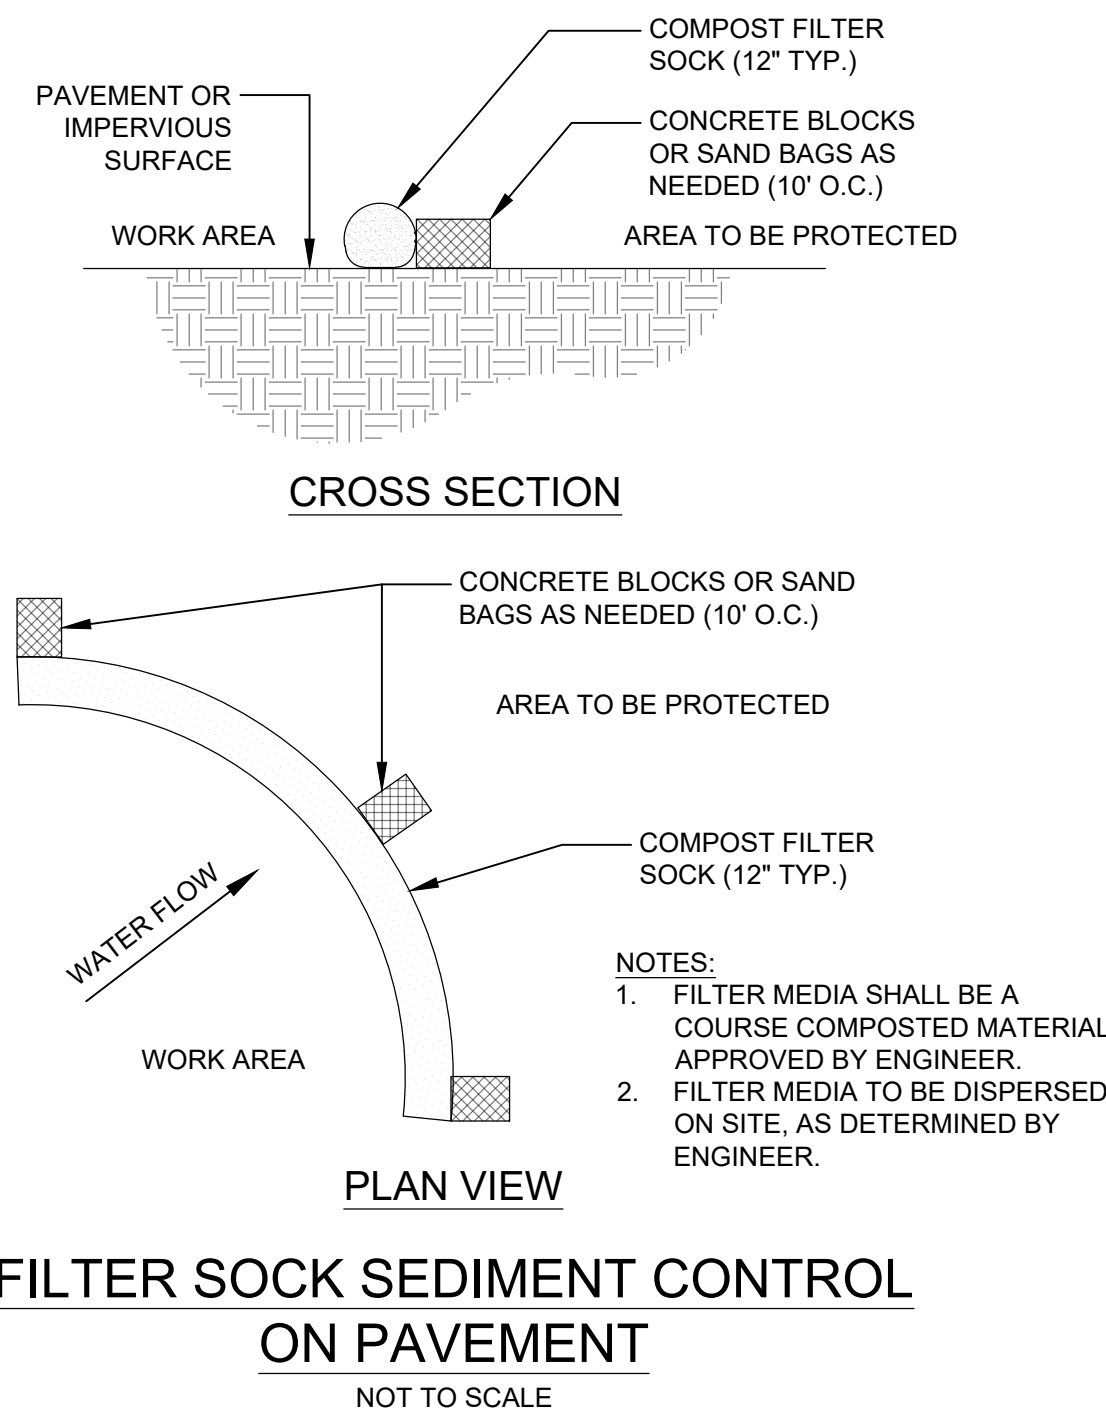 COMPOST FILTER
SOCK (12" TYP.)
PAVEMENT OR
IMPERVIOUS
SURFACE
CONCRETE BLOCKS
OR SAND BAGS AS
NEEDED (10' O.C.)
WORK AREA
AREA TO BE PROTECTED
CROSS SECTION
CONCRETE BLOCKS OR SAND
BAGS AS NEEDED (10' O.C.)
AREA TO BE PROTECTED
COMPOST FILTER
SOCK (12" TYP.)
WATER FLOW
WORK AREA
NOTES:
1. FILTER MEDIA SHALL BE A
COURSE COMPOSTED MATERIAL
APPROVED BY ENGINEER.
2. FILTER MEDIA TO BE DISPERSED
ON SITE, AS DETERMINED BY
ENGINEER.
PLAN VIEW
FILTER SOCK SEDIMENT CONTROL
ON PAVEMENT
NOT TO SCALE